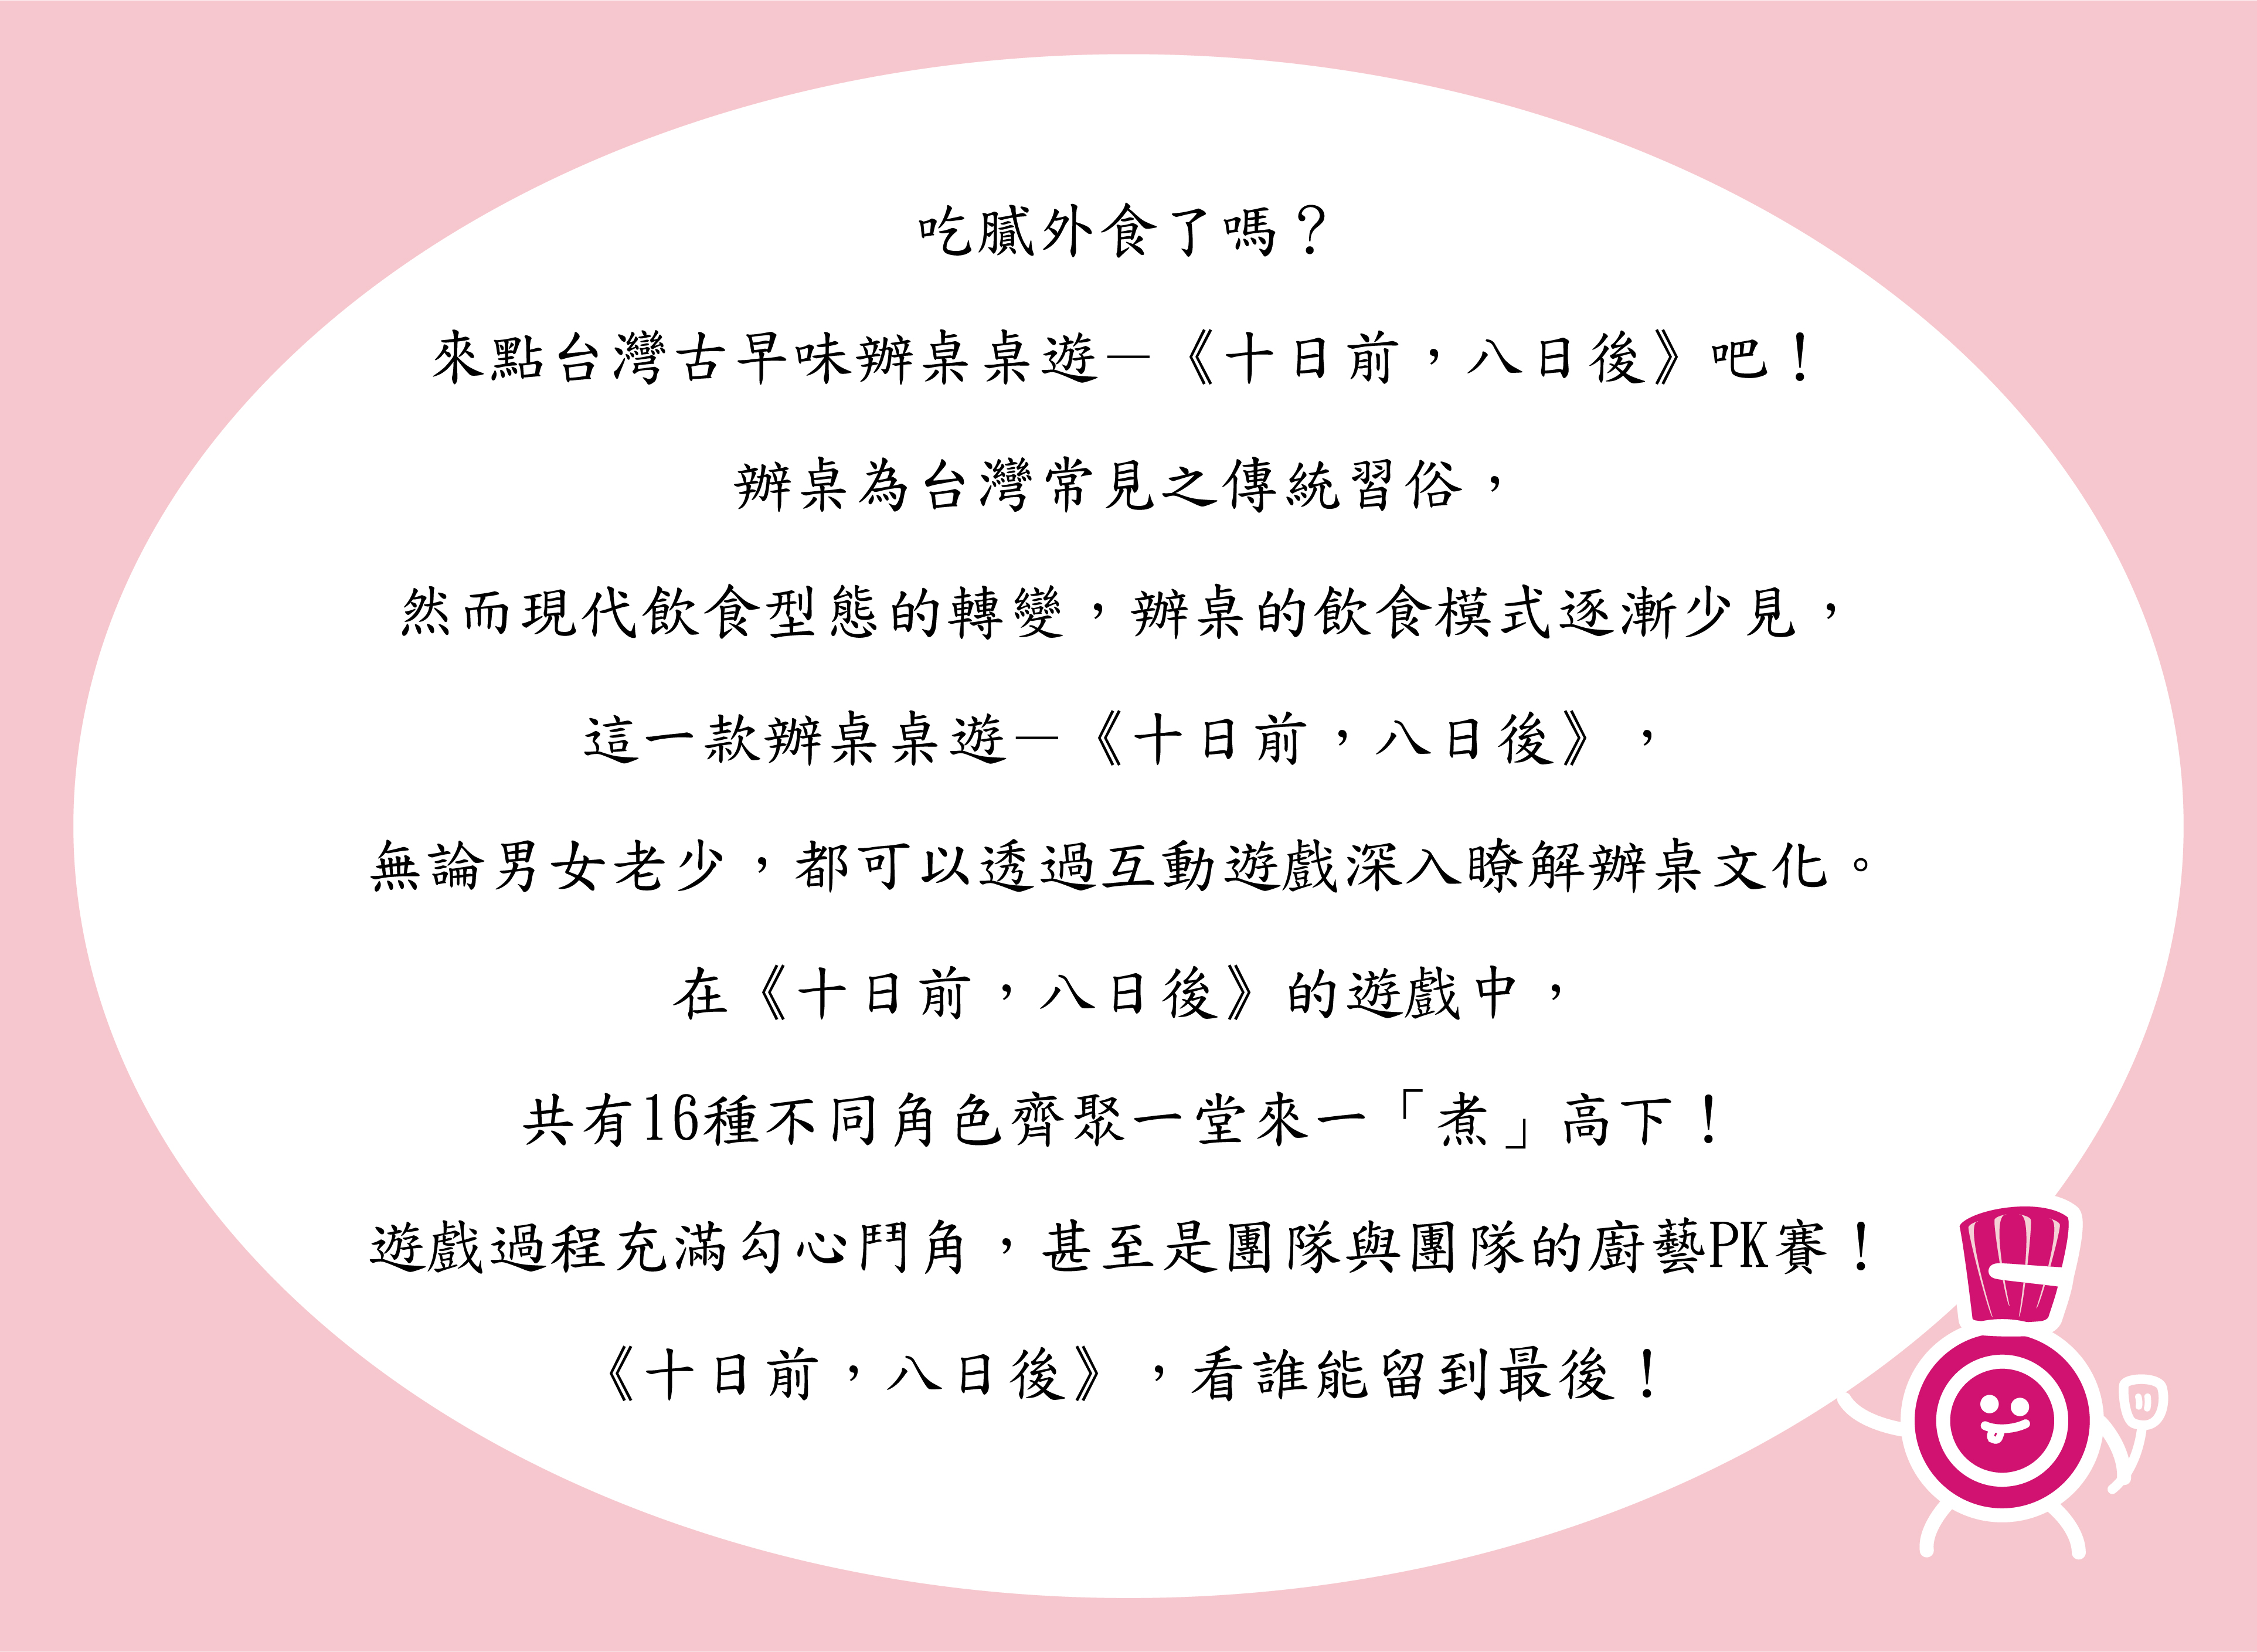 吃膩外食了嗎？
來點台灣古早味辦桌桌遊—《十日前，八日後》吧！
辦桌為台灣常見之傳統習俗，
然而現代飲食型態的轉變，辦桌的飲食模式逐漸少見，
這一款辦桌桌遊—《十日前，八日後》，
無論男女老少，都可以透過互動遊戲深入瞭解辦桌文化。
在《十日前，八日後》的遊戲中，
共有16種不同角色齊聚一堂來一「煮」高下！
遊戲過程充滿勾心鬥角，甚至是團隊與團隊的廚藝PK賽！
《十日前，八日後》，看誰能留到最後！